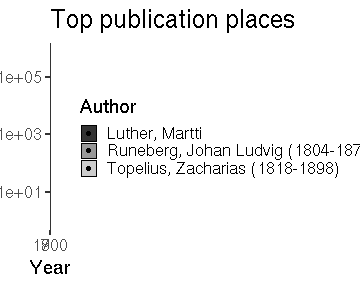 Top publication places
1e+05
Author
1e+03
Luther, Martti
Runeberg, Johan Ludvig (1804-187
Topelius, Zacharias (1818-1898)
1e+01
Year